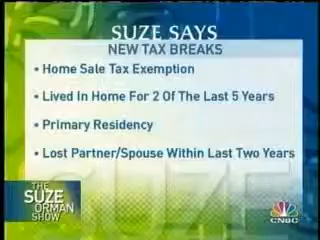 SUZE SAYS
NEW TAX BREAKS
• Home Sale Tax Exemption
• Lived In Home For 2 Of The Last 5 Years
• Primary Residency
• Lost Partner/Spouse Within Last Two Years
THE
SUZE
ORMAN
SHOW
SUZE
CNBC